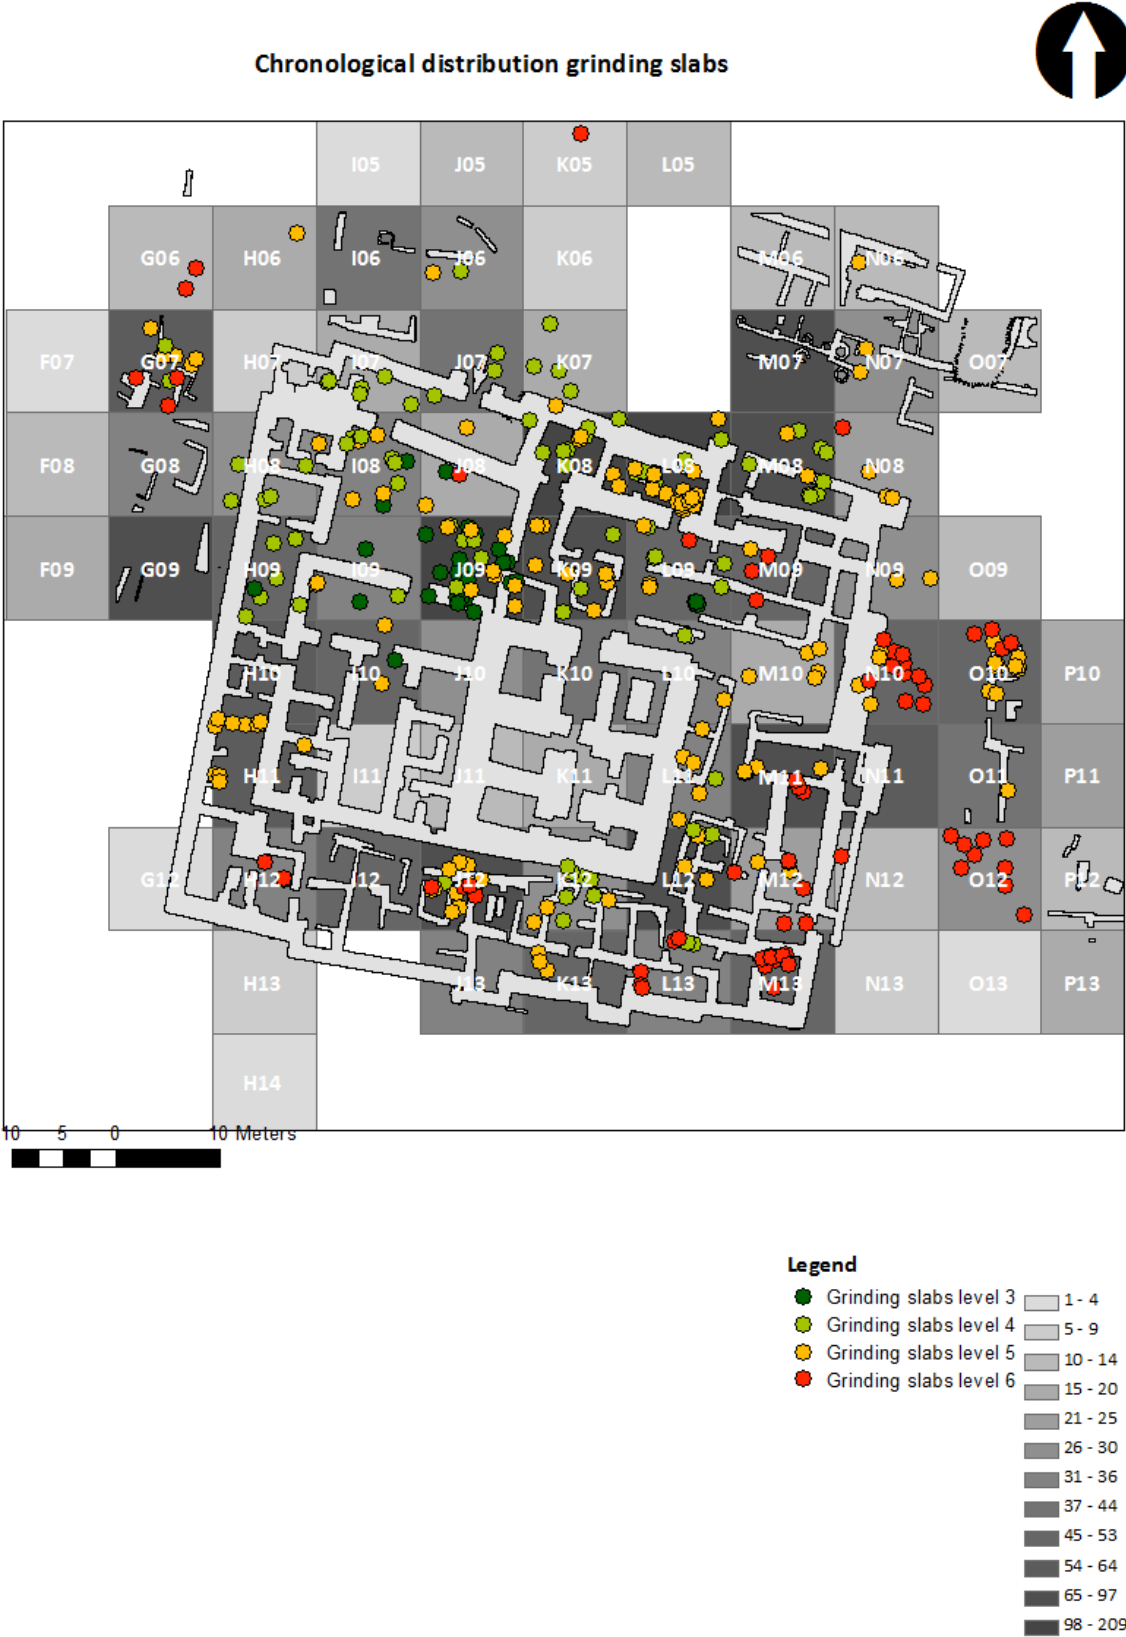 Chronological distribution grinding slabs
I05 J05 K05 L05
G06 H06 I06 J06 K06 M06 N06
F07 G07 H07 I07 J07 K07 M07 N07 O07
F08 G08 H08 I08 J08 K08 L08 M08 N08
F09 G09 H09 I09 J09 K09 L09 M09 N09 O09
H10 I10 J10 K10 L10 M10 N10 O10 P10
H11 I11 J11 K11 L11 M11 N11 O11 P11
G12 H12 I12 J12 K12 L12 M12 N12 O12 P12
H13 J13 K13 L13 M13 N13 O13 P13
H14
10 5 0 10 Meters
Legend
Grinding slabs level 3
Grinding slabs level 4
Grinding slabs level 5
Grinding slabs level 6
1 - 4
5 - 9
10 - 14
15 - 20
21 - 25
26 - 30
31 - 36
37 - 44
45 - 53
54 - 64
65 - 97
98 - 209